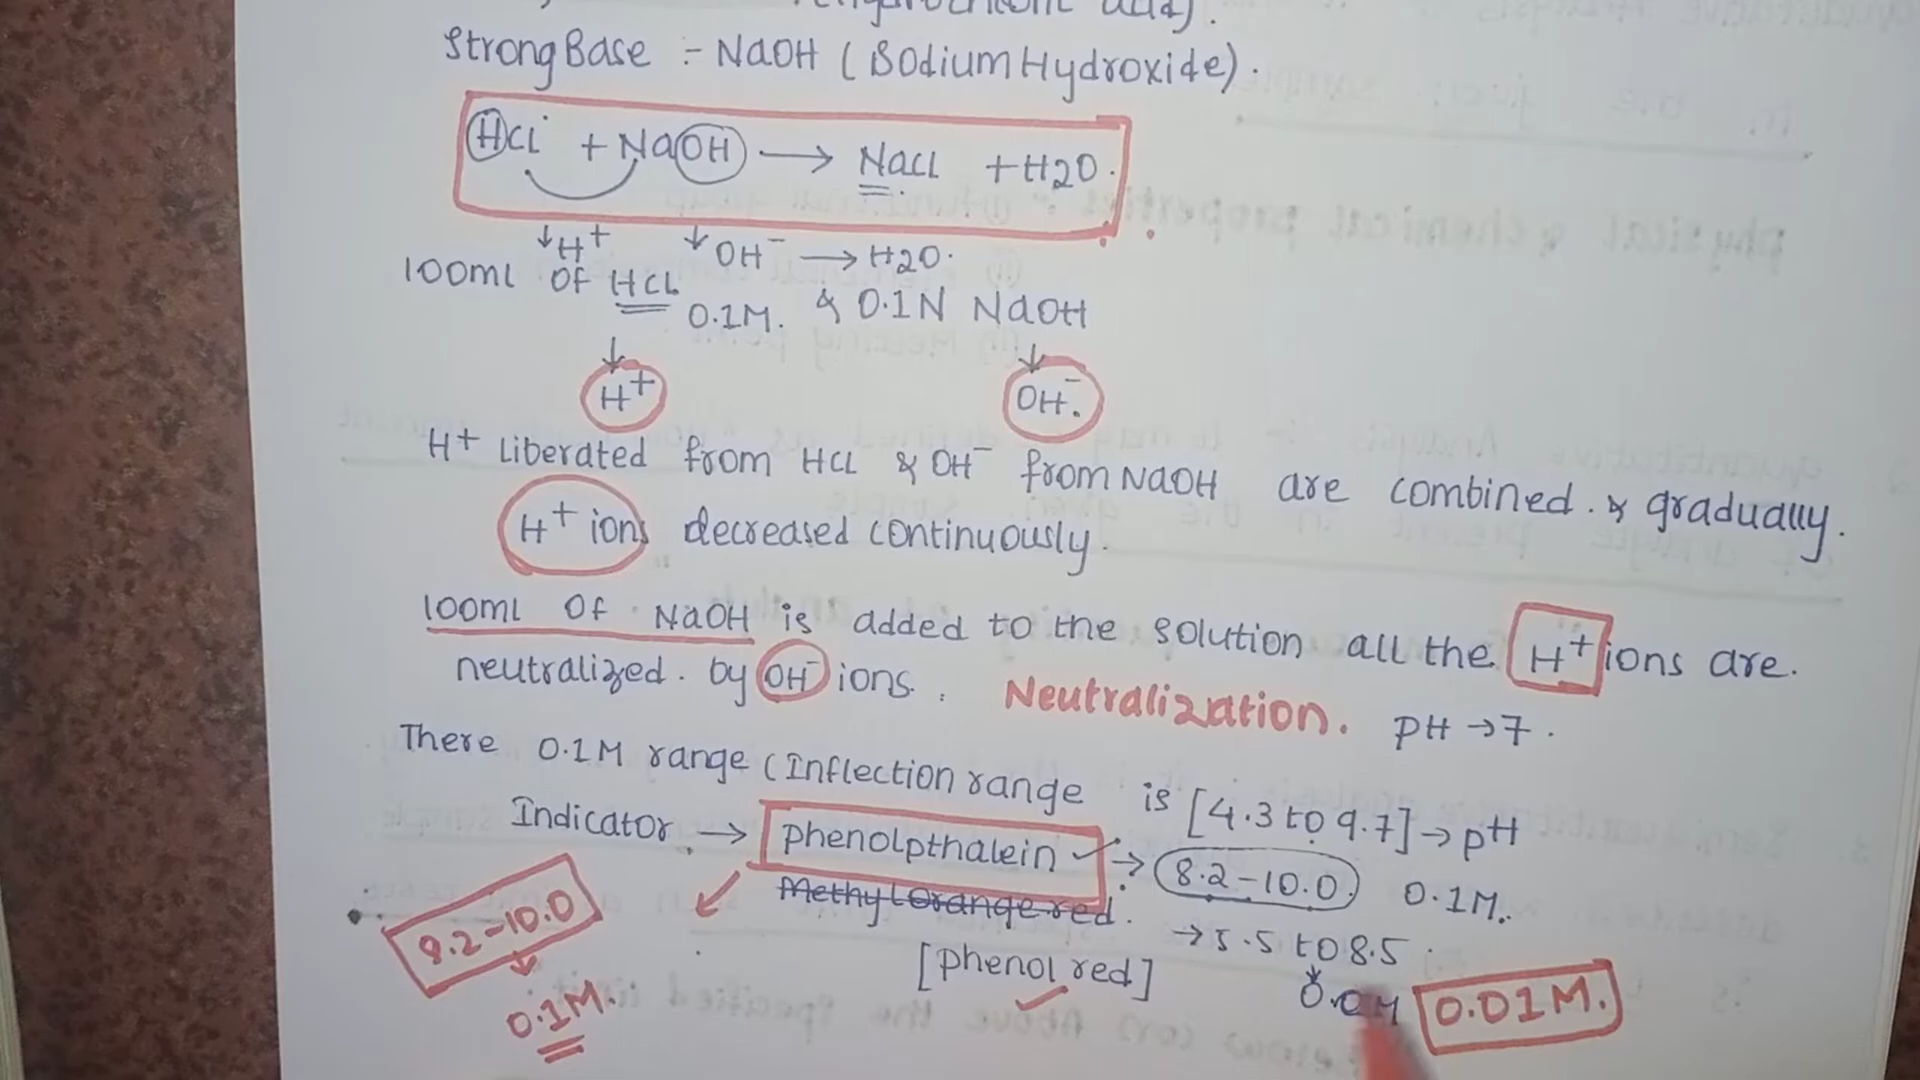 acid).
Strong Base :- NaOH (Sodium Hydroxide).
HCl + NaOH → NaCl + H2O.
↓H+ ↓OH- → H2O.
100ml of HCL 0.1M. & 0.1N NaOH
↓ ↓
H+ OH-.
H+ liberated from HCl & OH- from NaOH are combined. & gradually.
H+ ions decreased continuously.
100ml of NaOH is added to the solution all the H+ ions are.
neutralized. by OH- ions. Neutralization. pH → 7.
There 0.1M range (Inflection range is [4.3 to 9.7] → pH
Indicator → phenolpthalein → 8.2-10.0 0.1M.
Methyl orange red.
→ 5.5 to 8.5
[phenol red]
8.2-10.0
0.1M.
0.01M.